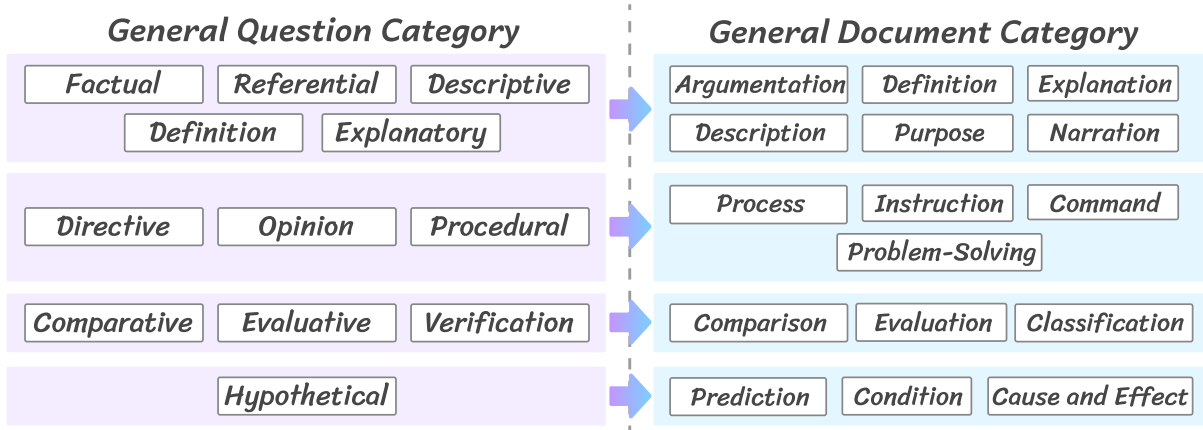 General Question Category
General Document Category
Factual Referential Descriptive
Definition Explanatory
Argumentation Definition Explanation
Description Purpose Narration
Directive Opinion Procedural
Process Instruction Command
Problem-Solving
Comparative Evaluative Verification
Comparison Evaluation Classification
Hypothetical
Prediction Condition Cause and Effect